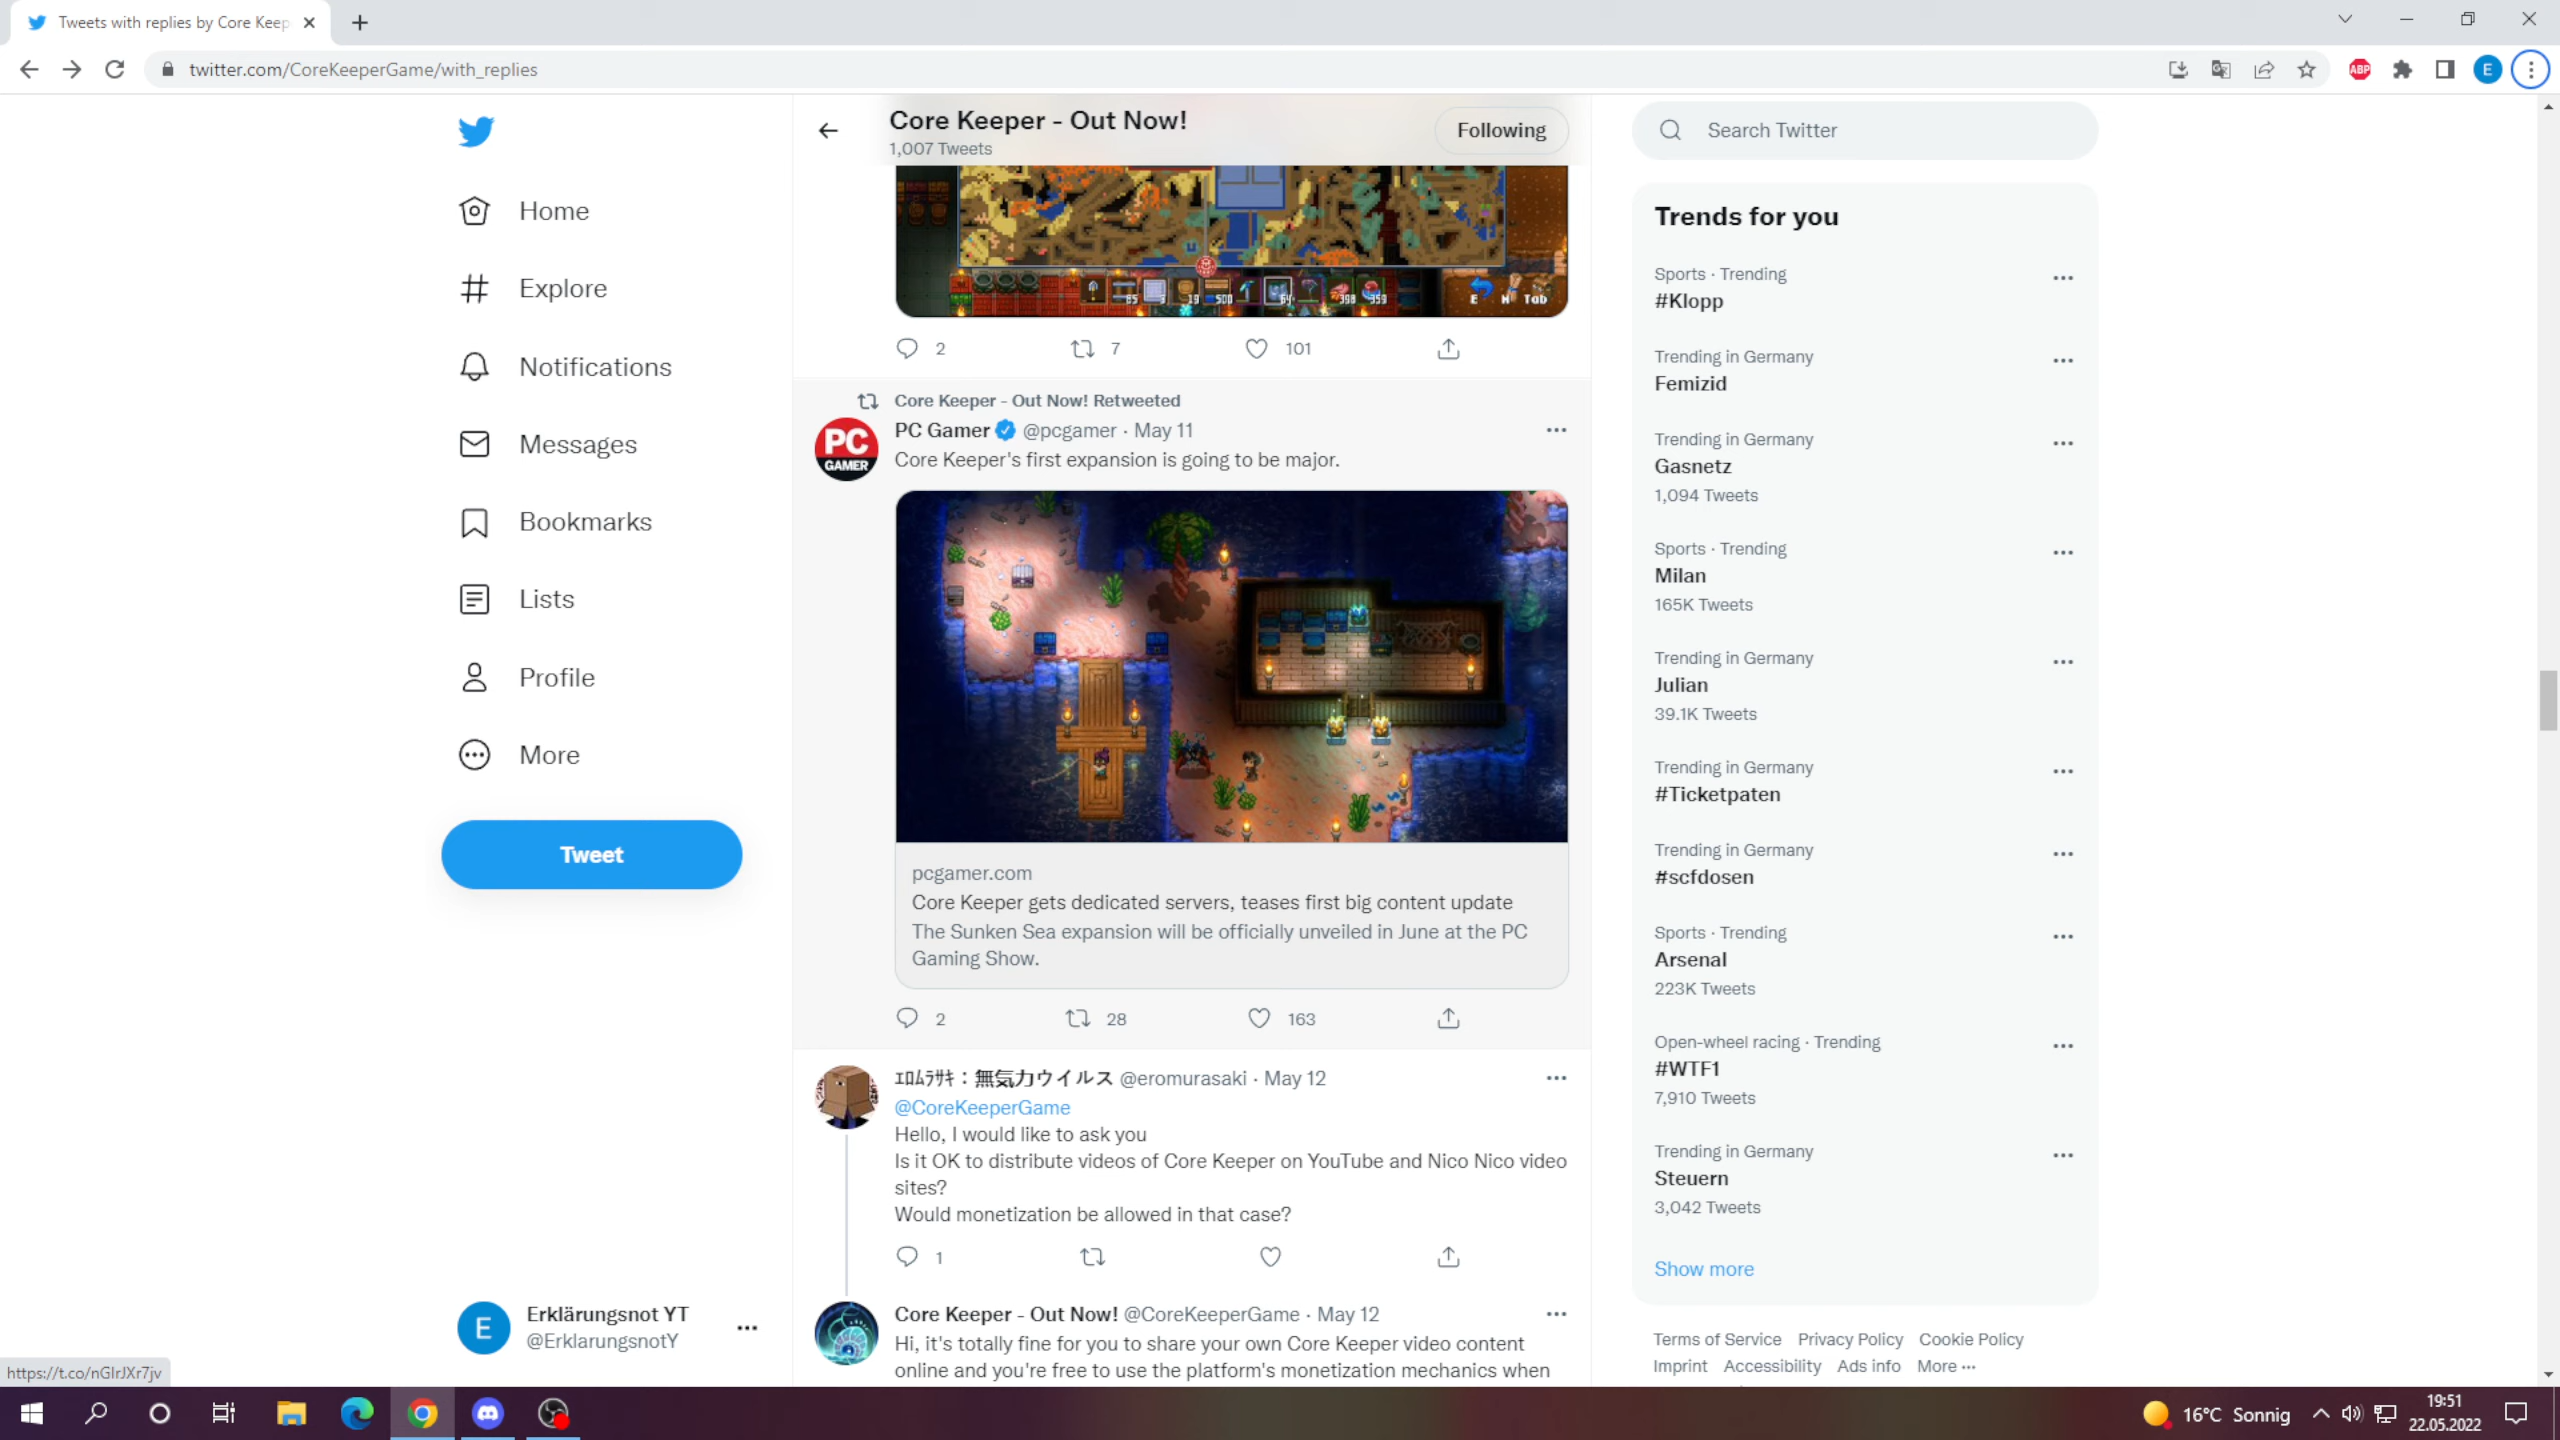 Tweets with replies by Core Keep
twitter.com/CoreKeeperGame/with_replies
ABP
E
Home
Explore
Notifications
Messages
Bookmarks
Lists
Profile
More
Tweet
Erklärungsnot YT
@ErklarungsnotY
E
https://t.co/nGIrJXr7jv
Core Keeper - Out Now!
1,007 Tweets
Following
85 3 19 500 64 398 359
E M Tab
2 7 101
Core Keeper - Out Now! Retweeted
PC GAMER
PC Gamer @pcgamer · May 11
Core Keeper's first expansion is going to be major.
pcgamer.com
Core Keeper gets dedicated servers, teases first big content update
The Sunken Sea expansion will be officially unveiled in June at the PC
Gaming Show.
2 28 163
ｴﾛﾑﾗｻｷ：無気力ウイルス @eromurasaki · May 12
@CoreKeeperGame
Hello, I would like to ask you
Is it OK to distribute videos of Core Keeper on YouTube and Nico Nico video
sites?
Would monetization be allowed in that case?
1
Core Keeper - Out Now! @CoreKeeperGame · May 12
Hi, it's totally fine for you to share your own Core Keeper video content
online and you're free to use the platform's monetization mechanics when
Search Twitter
Trends for you
Sports · Trending
#Klopp
Trending in Germany
Femizid
Trending in Germany
Gasnetz
1,094 Tweets
Sports · Trending
Milan
165K Tweets
Trending in Germany
Julian
39.1K Tweets
Trending in Germany
#Ticketpaten
Trending in Germany
#scfdosen
Sports · Trending
Arsenal
223K Tweets
Open-wheel racing · Trending
#WTF1
7,910 Tweets
Trending in Germany
Steuern
3,042 Tweets
Show more
Terms of Service Privacy Policy Cookie Policy
Imprint Accessibility Ads info More ···
16°C Sonnig
19:51
22.05.2022